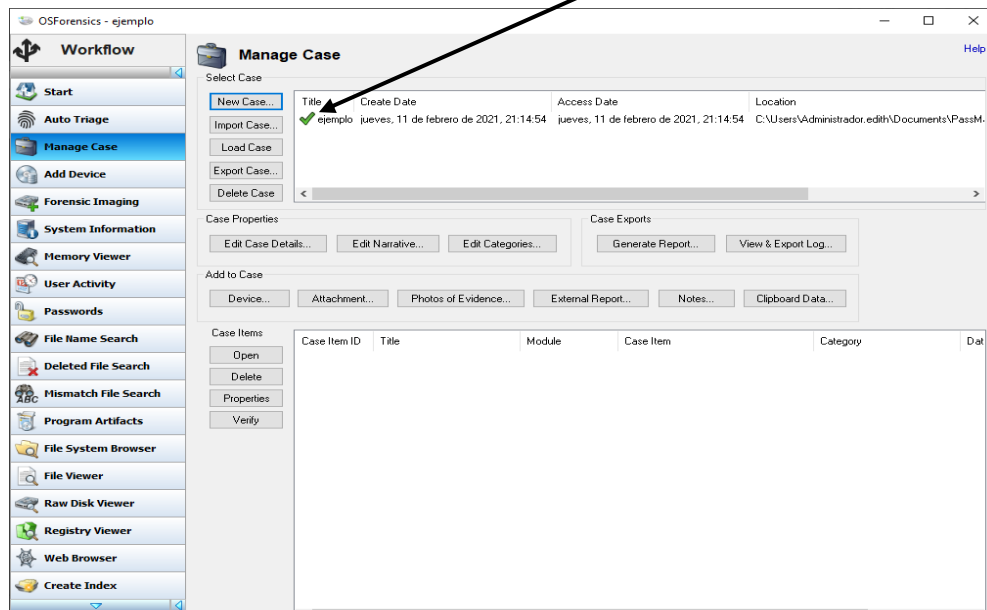 OSForensics - ejemplo
Workflow
Start
Auto Triage
Manage Case
Add Device
Forensic Imaging
System Information
Memory Viewer
User Activity
Passwords
File Name Search
Deleted File Search
Mismatch File Search
Program Artifacts
File System Browser
File Viewer
Raw Disk Viewer
Registry Viewer
Web Browser
Create Index
Manage Case
Help
Select Case
New Case...
Import Case...
Load Case
Export Case...
Delete Case
Title Create Date Access Date Location
ejemplo jueves, 11 de febrero de 2021, 21:14:54 jueves, 11 de febrero de 2021, 21:14:54 C:\Users\Administrador.edith\Documents\PassM
Case Properties
Edit Case Details... Edit Narrative... Edit Categories...
Case Exports
Generate Report... View & Export Log...
Add to Case
Device... Attachment... Photos of Evidence... External Report... Notes... Clipboard Data...
Case Items
Open
Delete
Properties
Verify
Case Item ID Title Module Case Item Category Dat